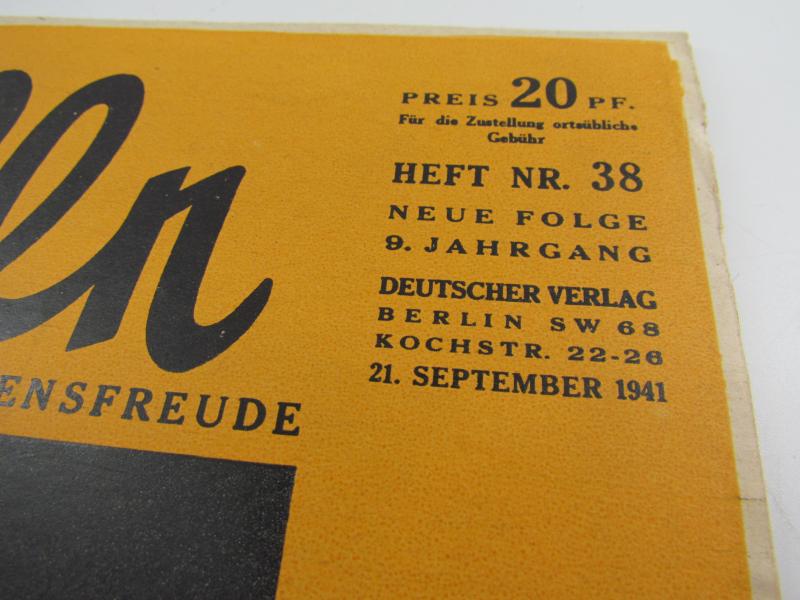 lln
ENSFREUDE
PREIS 20 PF.
Für die Zustellung ortsübliche
Gebühr
HEFT NR. 38
NEUE FOLGE
9. JAHRGANG
DEUTSCHER VERLAG
BERLIN SW 68
KOCHSTR. 22-26
21. SEPTEMBER 1941